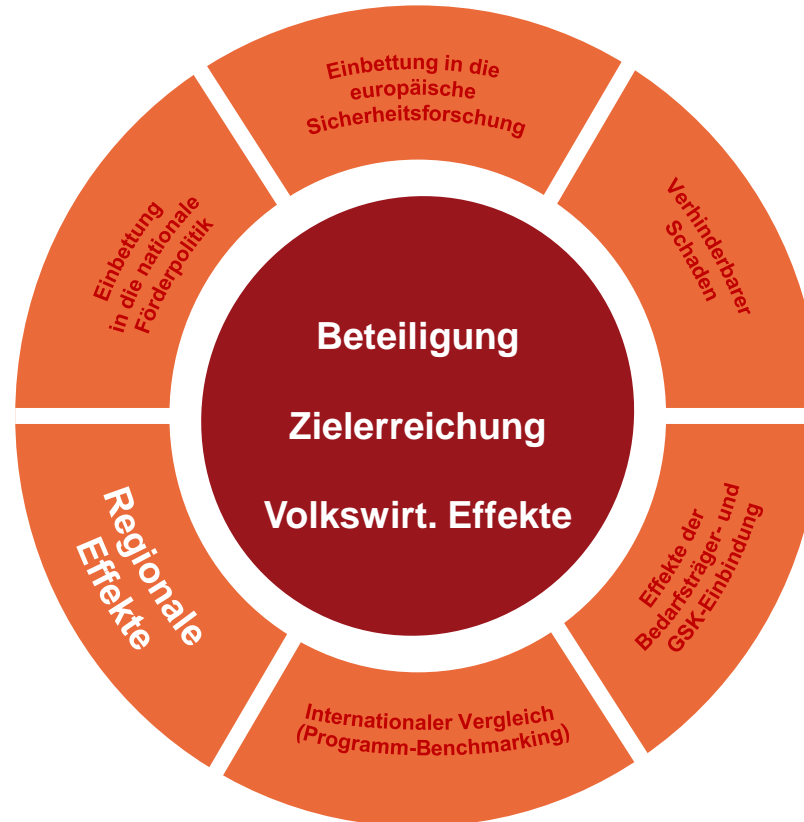 Einbettung in die
europäische
Sicherheitsforschung
Verhinderbarer
Schaden
Effekte der
Bedarfsträger- und
GSK-Einbindung
Internationaler Vergleich
(Programm-Benchmarking)
Regionale
Effekte
Einbettung
in die nationale
Förderpolitik
Beteiligung
Zielerreichung
Volkswirt. Effekte